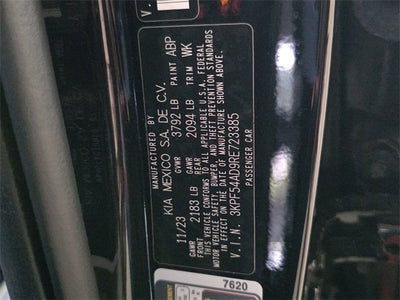 MANUFACTURED BY
KIA MEXICO S.A. DE C.V.
11/23 GVWR 3792 LB PAINT ABP
GAWR FRONT 2183 LB GAWR REAR 2094 LB TRIM WK
THIS VEHICLE CONFORMS TO ALL APPLICABLE U.S.A. FEDERAL
MOTOR VEHICLE SAFETY, BUMPER, AND THEFT PREVENTION STANDARDS
IN EFFECT ON THE DATE OF MANUFACTURE SHOWN ABOVE.
V.I.N. 3KPF54AD9RE723385
PASSENGER CAR
7620